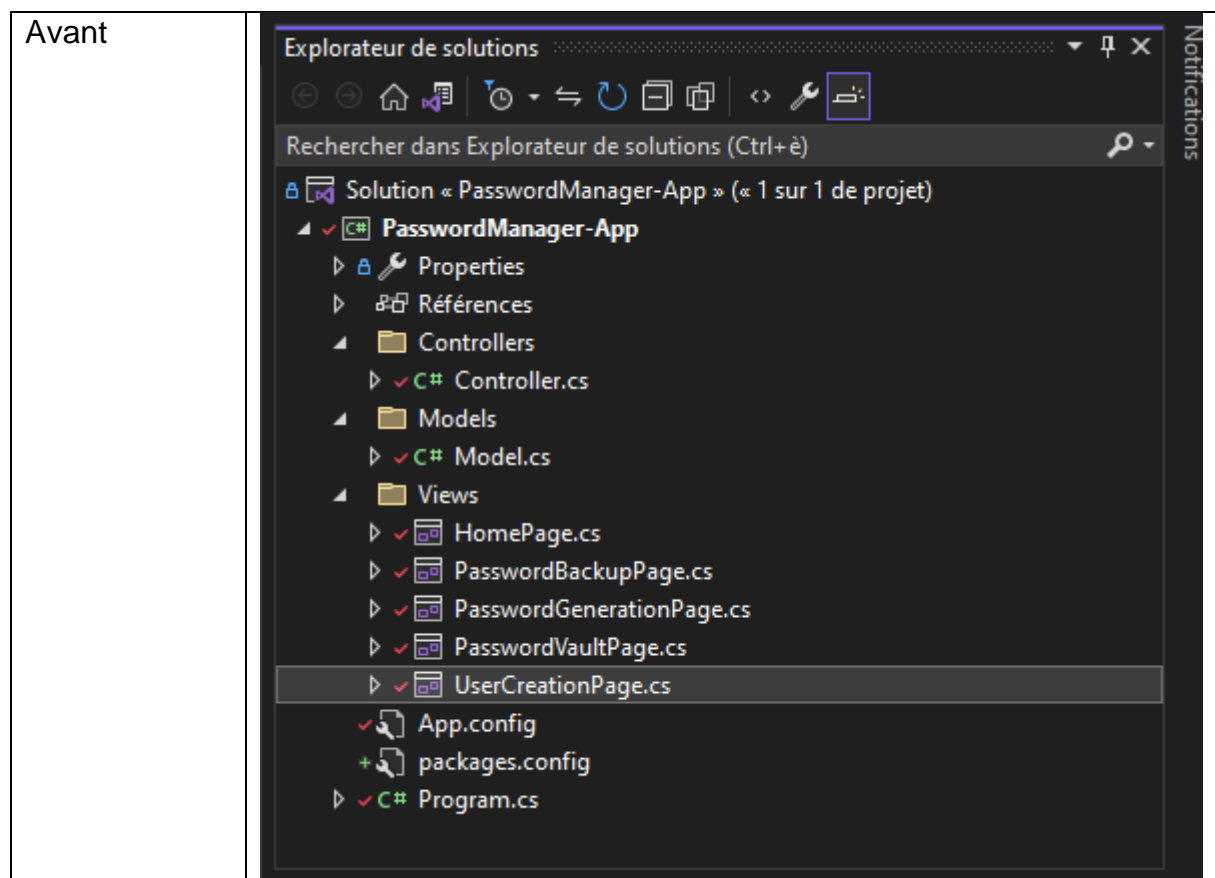 Avant
Explorateur de solutions
Rechercher dans Explorateur de solutions (Ctrl+è)
Solution « PasswordManager-App » (« 1 sur 1 de projet)
C# PasswordManager-App
Properties
Références
Controllers
C# Controller.cs
Models
C# Model.cs
Views
HomePage.cs
PasswordBackupPage.cs
PasswordGenerationPage.cs
PasswordVaultPage.cs
UserCreationPage.cs
App.config
packages.config
C# Program.cs
Notifications